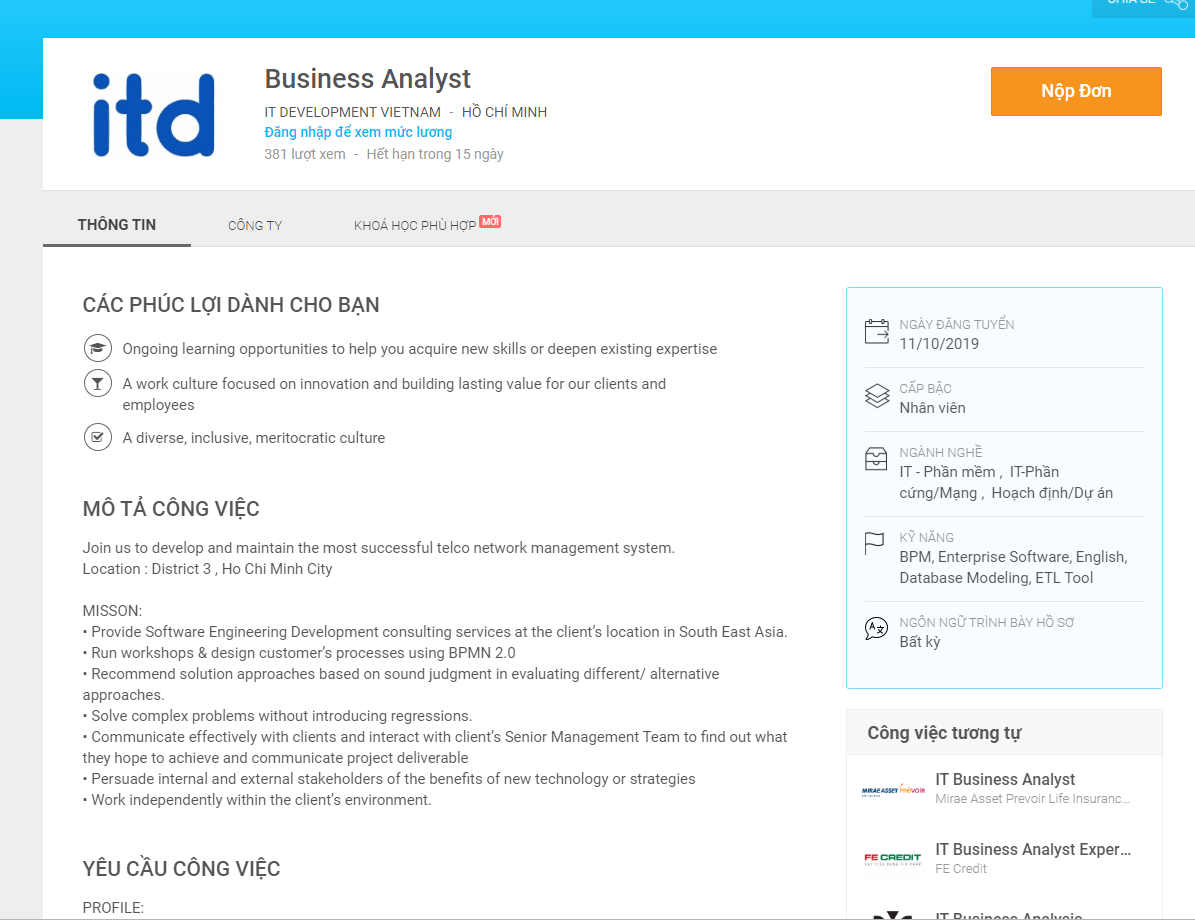 CHIA SẺ
itd
Business Analyst
IT DEVELOPMENT VIETNAM - HỒ CHÍ MINH
Đăng nhập để xem mức lương
381 lượt xem - Hết hạn trong 15 ngày
Nộp Đơn
THÔNG TIN
CÔNG TY
KHOÁ HỌC PHÙ HỢP MỚI
CÁC PHÚC LỢI DÀNH CHO BẠN
Ongoing learning opportunities to help you acquire new skills or deepen existing expertise
A work culture focused on innovation and building lasting value for our clients and
employees
A diverse, inclusive, meritocratic culture
MÔ TẢ CÔNG VIỆC
Join us to develop and maintain the most successful telco network management system.
Location : District 3 , Ho Chi Minh City
MISSON:
• Provide Software Engineering Development consulting services at the client’s location in South East Asia.
• Run workshops & design customer’s processes using BPMN 2.0
• Recommend solution approaches based on sound judgment in evaluating different/ alternative
approaches.
• Solve complex problems without introducing regressions.
• Communicate effectively with clients and interact with client’s Senior Management Team to find out what
they hope to achieve and communicate project deliverable
• Persuade internal and external stakeholders of the benefits of new technology or strategies
• Work independently within the client’s environment.
YÊU CẦU CÔNG VIỆC
PROFILE:
NGÀY ĐĂNG TUYỂN
11/10/2019
CẤP BẬC
Nhân viên
NGÀNH NGHỀ
IT - Phần mềm , IT-Phần
cứng/Mạng , Hoạch định/Dự án
KỸ NĂNG
BPM, Enterprise Software, English,
Database Modeling, ETL Tool
NGÔN NGỮ TRÌNH BÀY HỒ SƠ
Bất kỳ
Công việc tương tự
MIRAE ASSET PREVOIR
IT Business Analyst
Mirae Asset Prevoir Life Insuranc...
FE CREDIT
IT Business Analyst Exper...
FE Credit
IT Business Analysis